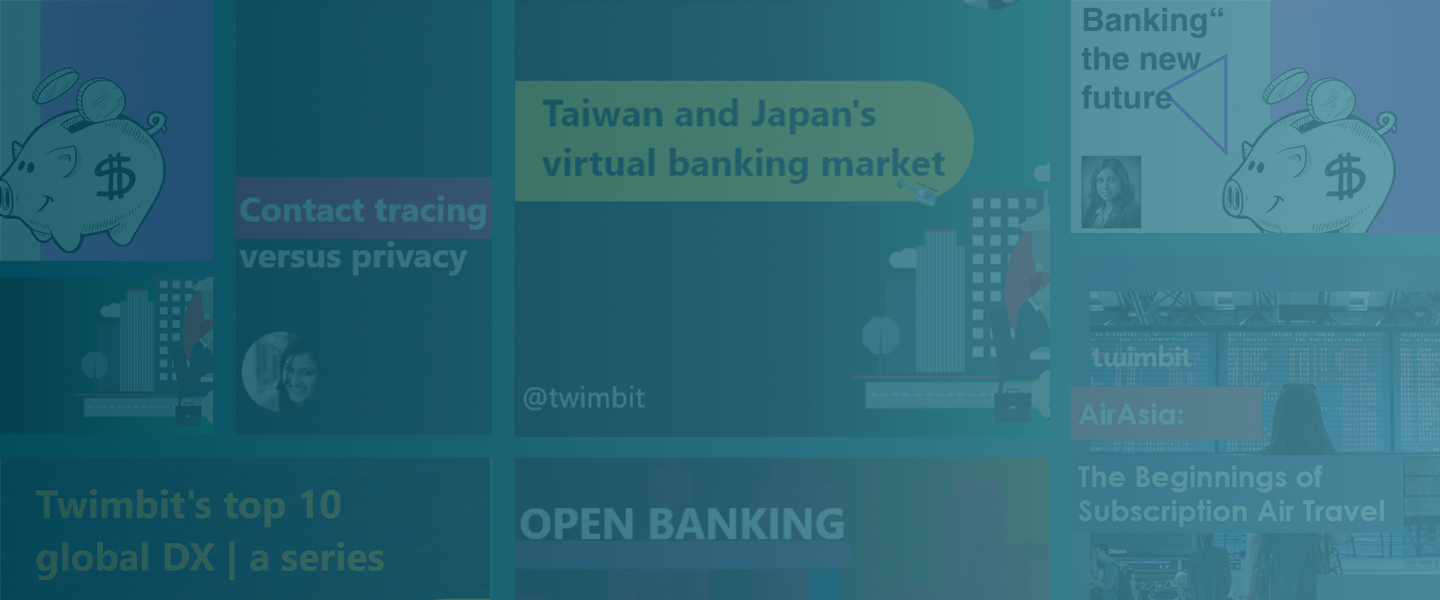 Contact tracing
versus privacy
Taiwan and Japan's
virtual banking market
@twimbit
Banking“
the new
future
twimbit
AirAsia:
The Beginnings of
Subscription Air Travel
Twimbit's top 10
global DX | a series
OPEN BANKING